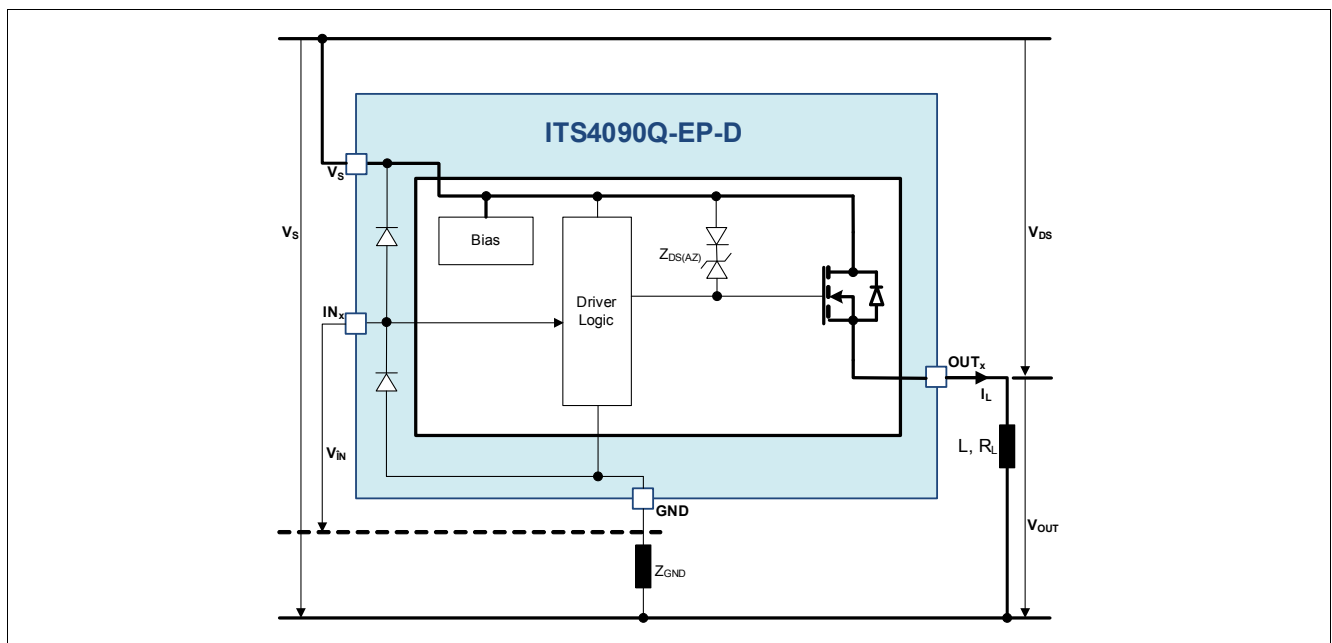 ITS4090Q-EP-D
VS
VS
Bias
ZDS(AZ)
VDS
INx
Driver
Logic
OUTx
IL
L, RL
VIN
GND
VOUT
ZGND